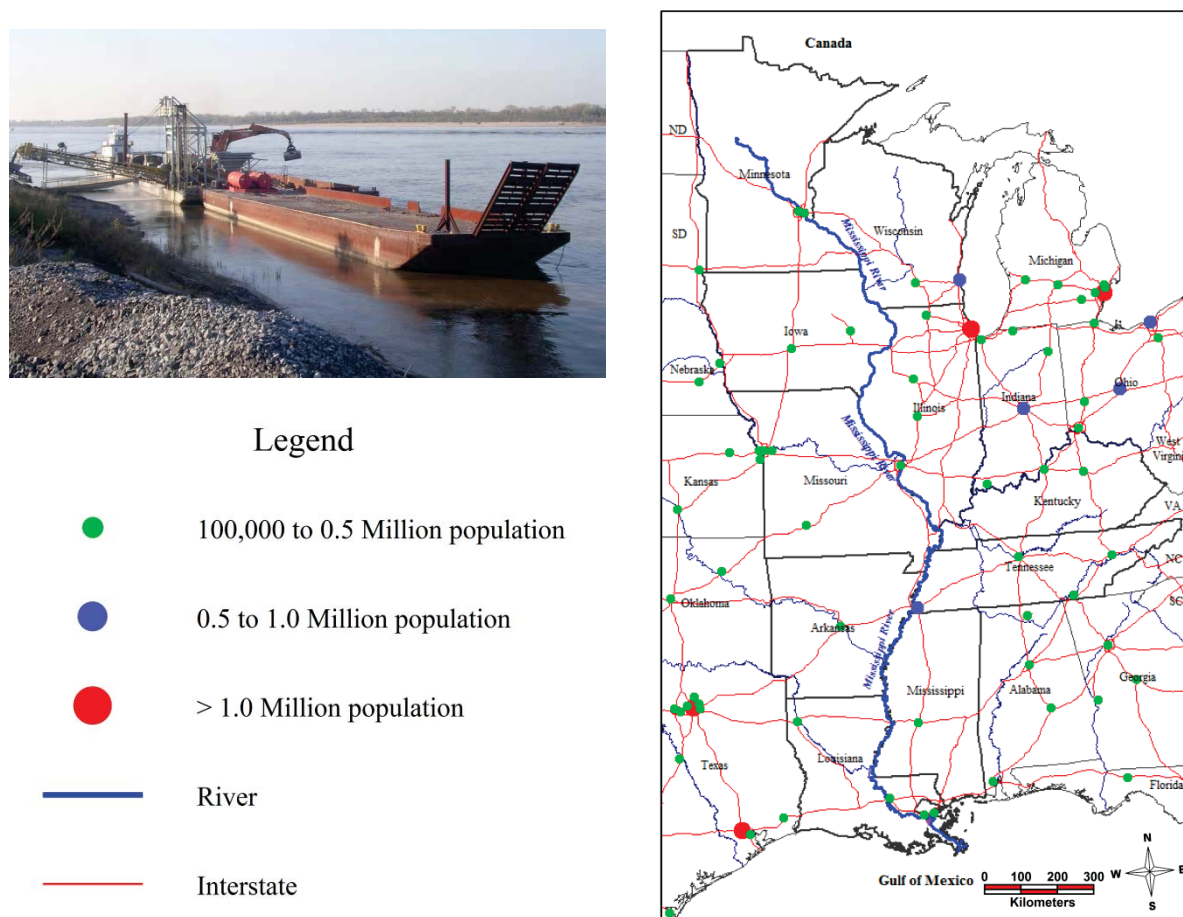 Legend
100,000 to 0.5 Million population
0.5 to 1.0 Million population
> 1.0 Million population
River
Interstate
Canada
ND
Minnesota
SD
Wisconsin
Mississippi River
Michigan
Iowa
Nebraska
Ohio
Indiana
Illinois
Mississippi River
West
Virginia
Kansas
Missouri
Kentucky
VA
Tennessee
NC
Oklahoma
SC
Arkansas
Mississippi River
Georgia
Mississippi
Alabama
Texas
Louisiana
Florida
Gulf of Mexico
0 100 200 300
Kilometers
N
W
E
S